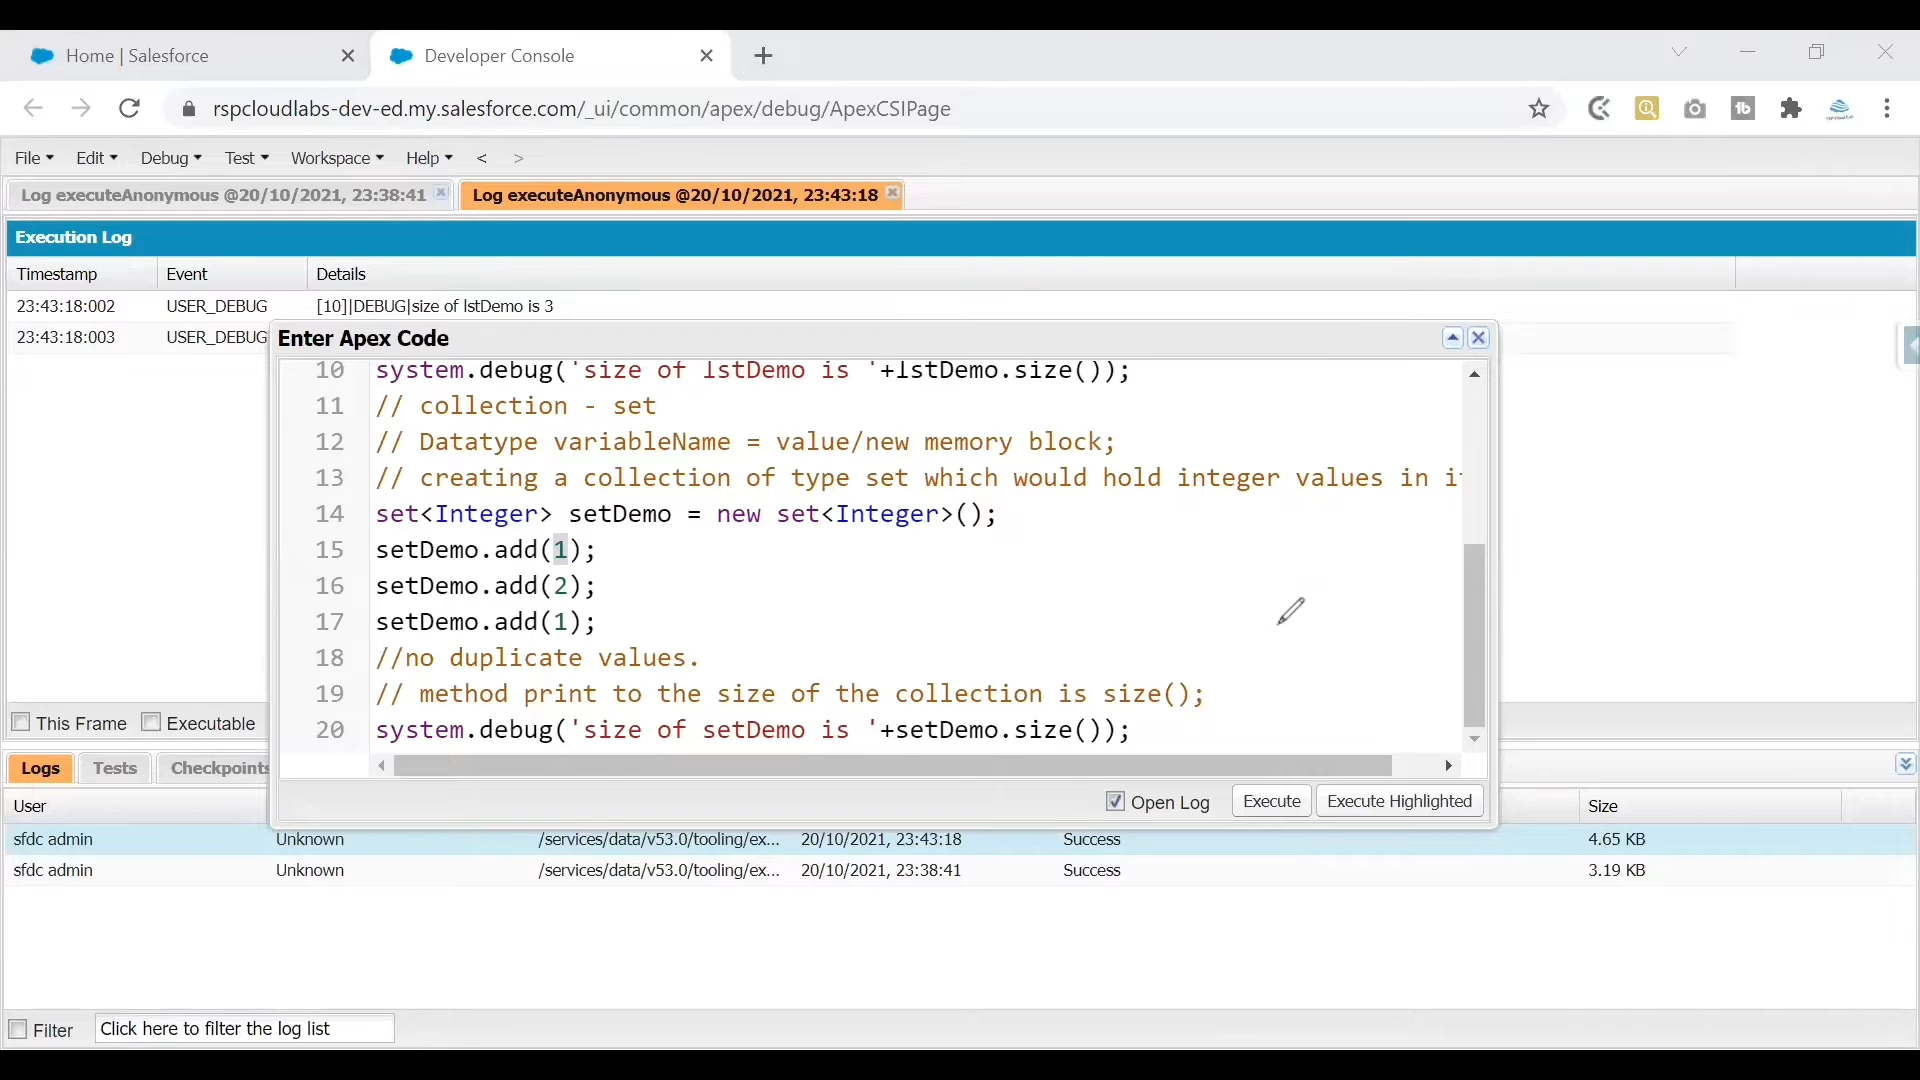 Home | Salesforce
Developer Console
rspcloudlabs-dev-ed.my.salesforce.com/_ui/common/apex/debug/ApexCSIPage
File Edit Debug Test Workspace Help < >
Log executeAnonymous @20/10/2021, 23:38:41
Log executeAnonymous @20/10/2021, 23:43:18
Execution Log
Timestamp Event Details
23:43:18:002 USER_DEBUG [10]|DEBUG|size of lstDemo is 3
23:43:18:003 USER_DEBUG
Enter Apex Code
10 system.debug('size of lstDemo is '+lstDemo.size());
11 // collection - set
12 // Datatype variableName = value/new memory block;
13 // creating a collection of type set which would hold integer values in it
14 set<Integer> setDemo = new set<Integer>();
15 setDemo.add(1);
16 setDemo.add(2);
17 setDemo.add(1);
18 //no duplicate values.
19 // method print to the size of the collection is size();
20 system.debug('size of setDemo is '+setDemo.size());
Open Log Execute Execute Highlighted
This Frame Executable
Logs Tests Checkpoints
User Size
sfdc admin Unknown /services/data/v53.0/tooling/ex... 20/10/2021, 23:43:18 Success 4.65 KB
sfdc admin Unknown /services/data/v53.0/tooling/ex... 20/10/2021, 23:38:41 Success 3.19 KB
Filter Click here to filter the log list